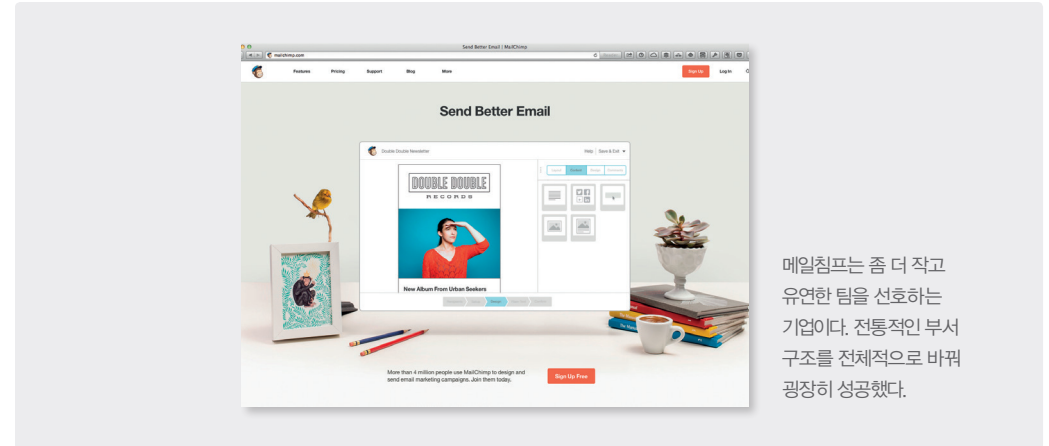 Send Better Email | MailChimp
mailchimp.com
Features Pricing Support Blog More
Sign Up Log In
Send Better Email
Double Double Newsletter
Help Save & Exit
DOUBLE DOUBLE
RECORDS
Content
Design
New Album From Urban Seekers
More than 4 million people use MailChimp to design and
send email marketing campaigns. Join them today.
Sign Up Free
메일침프는 좀 더 작고
유연한 팀을 선호하는
기업이다. 전통적인 부서
구조를 전체적으로 바꿔
굉장히 성공했다.